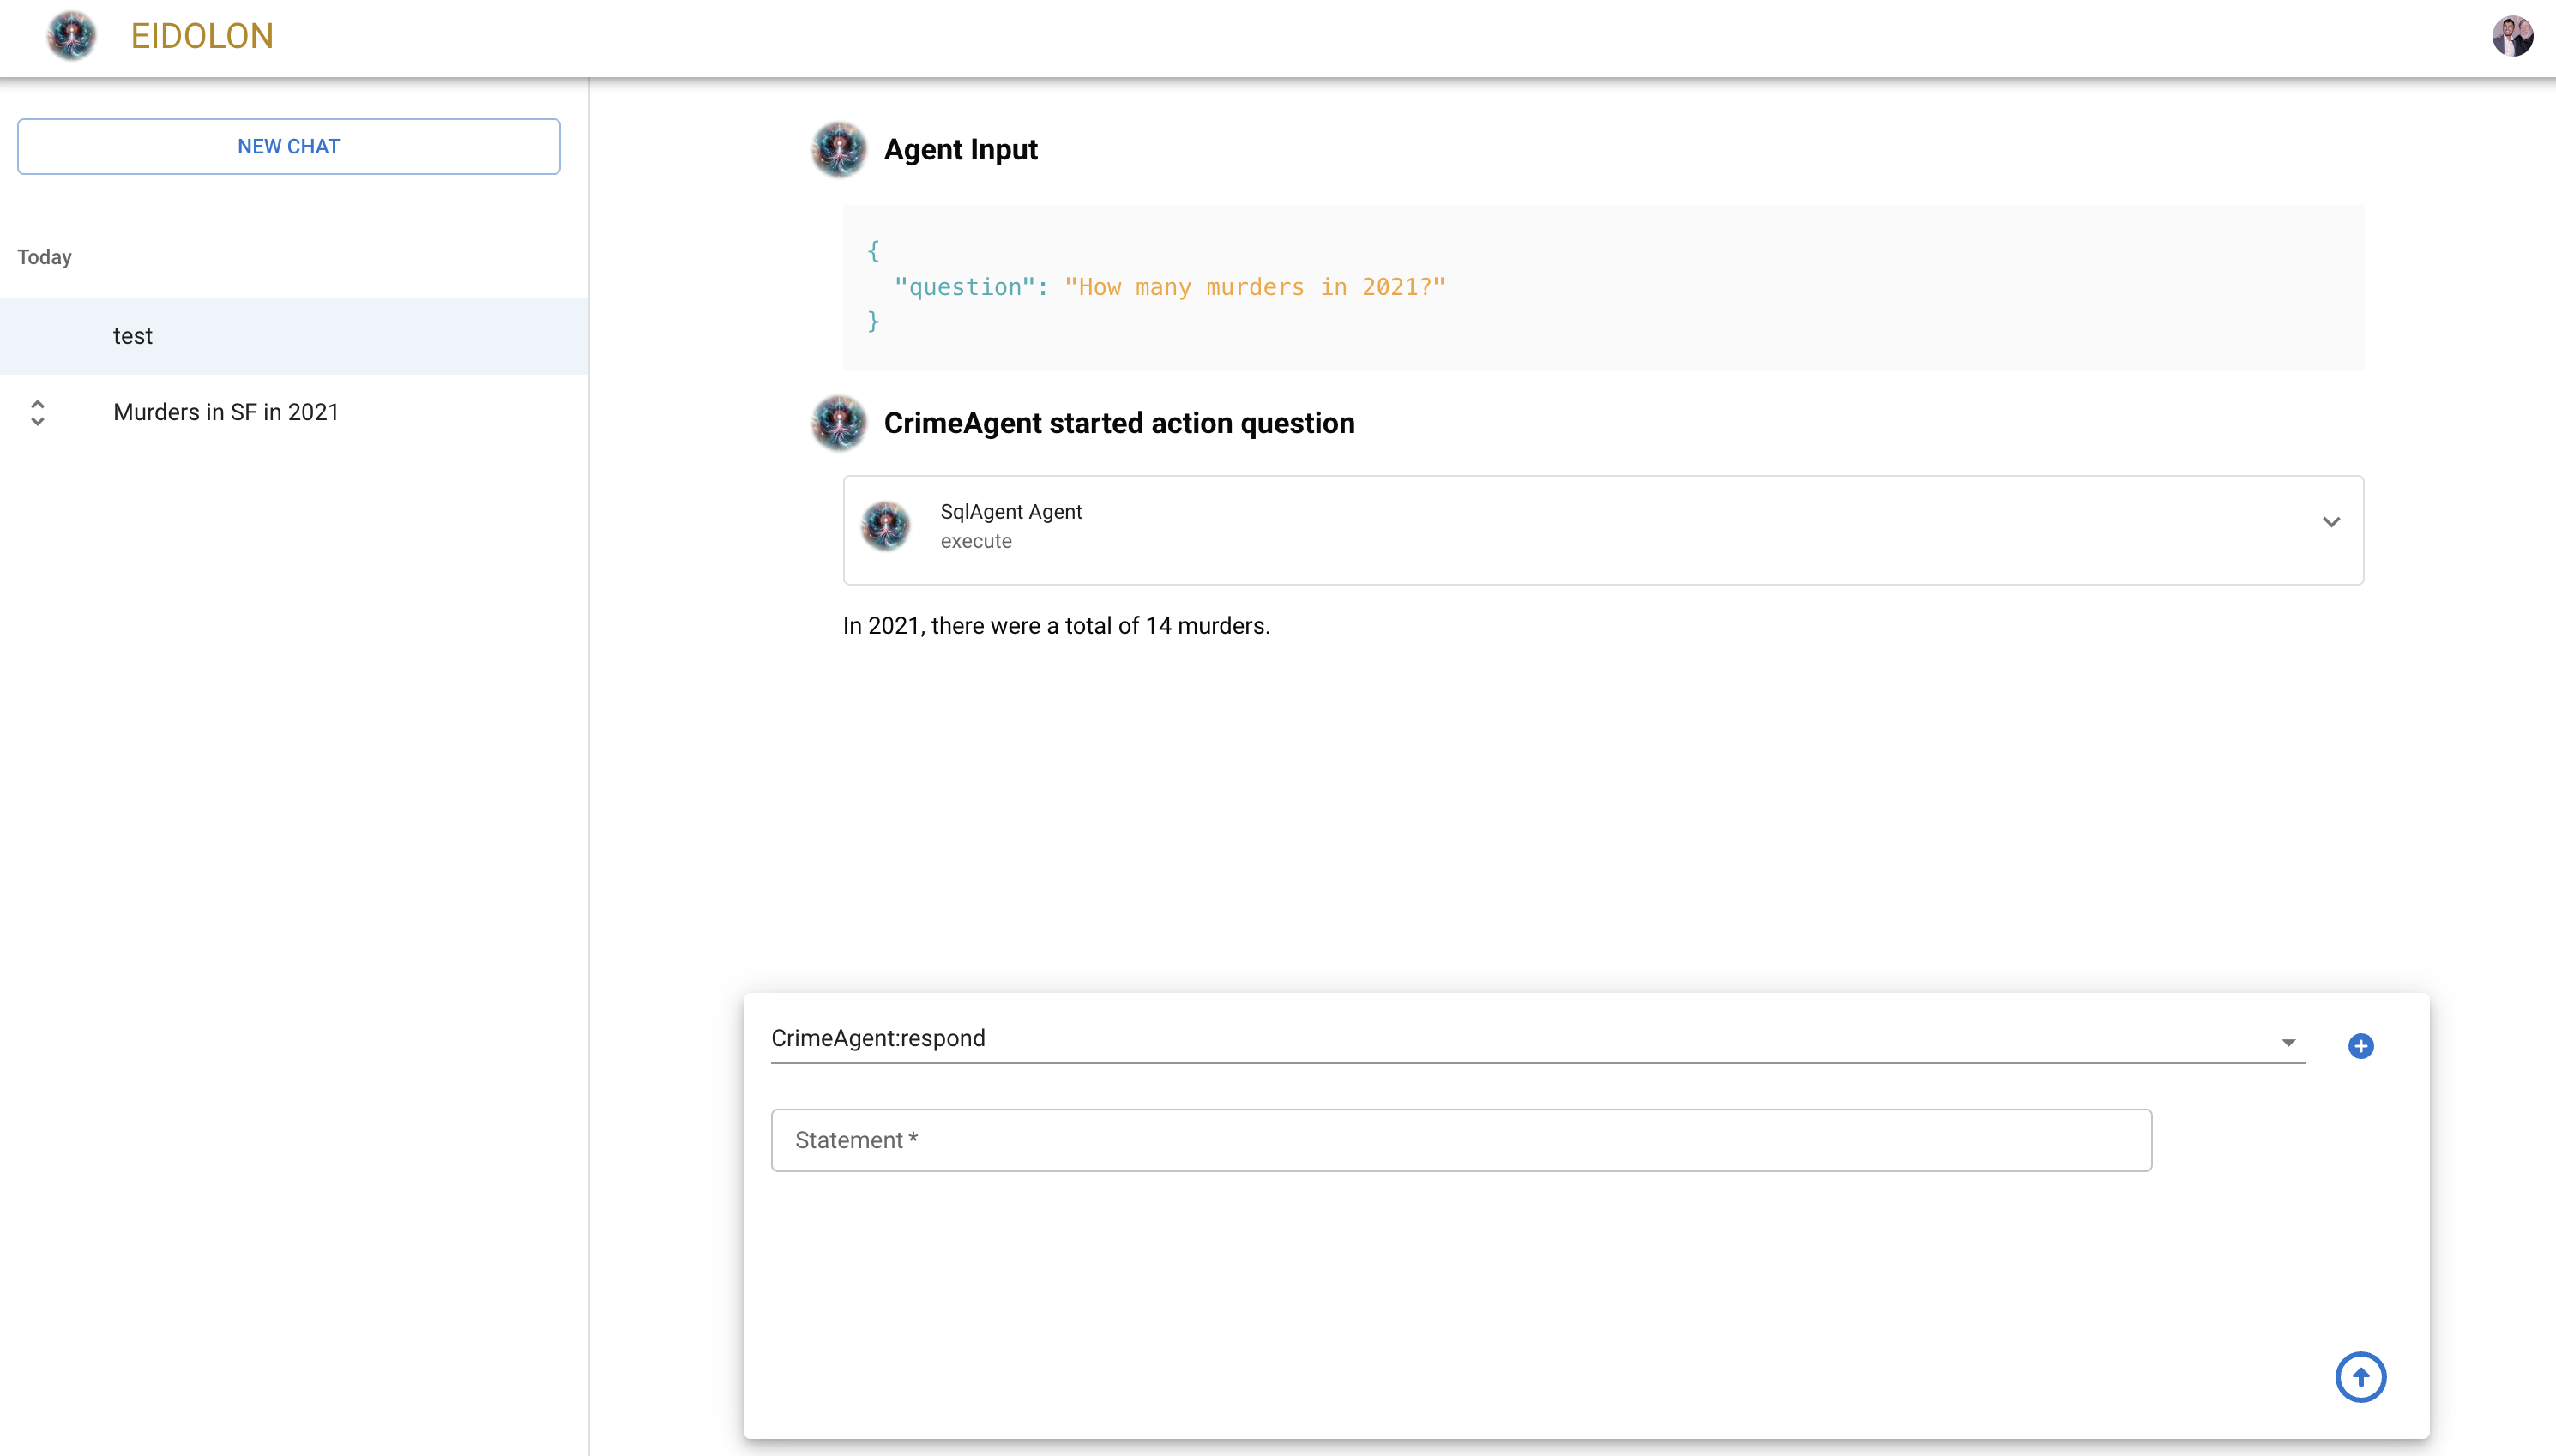 EIDOLON
NEW CHAT
Today
test
Murders in SF in 2021
Agent Input
{
"question": "How many murders in 2021?"
}
CrimeAgent started action question
SqlAgent Agent
execute
In 2021, there were a total of 14 murders.
CrimeAgent:respond
Statement *